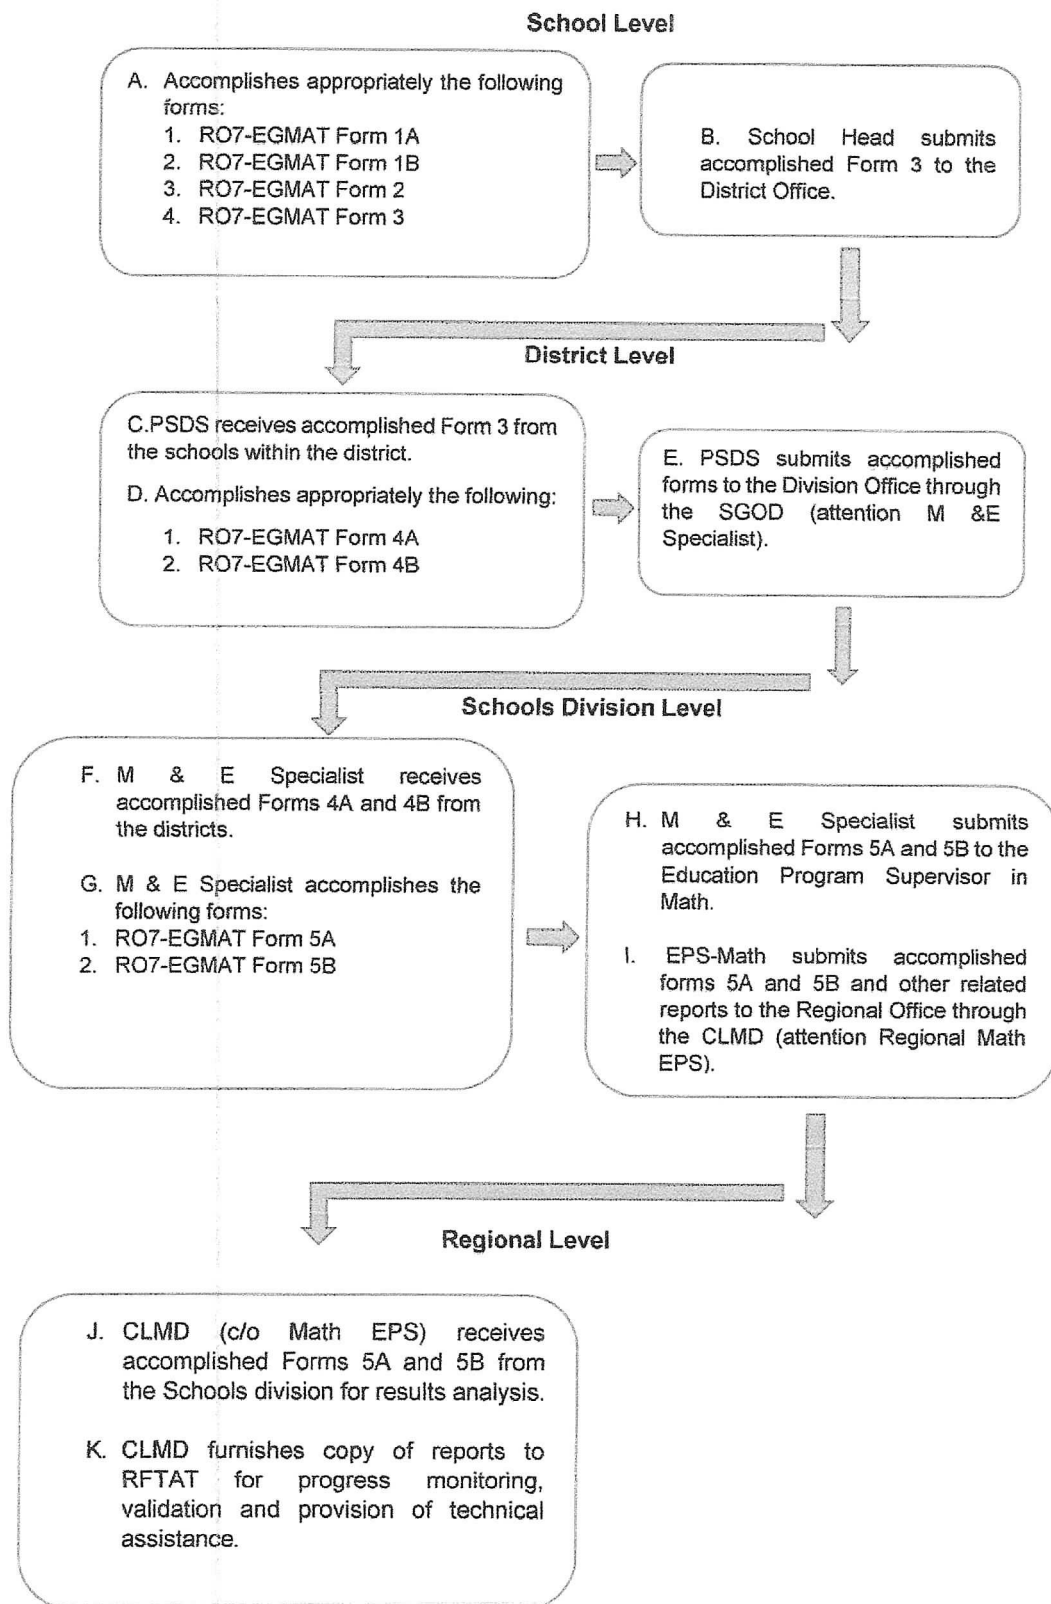 School Level
A. Accomplishes appropriately the following
forms:
1. RO7-EGMAT Form 1A
2. RO7-EGMAT Form 1B
3. RO7-EGMAT Form 2
4. RO7-EGMAT Form 3
B. School Head submits
accomplished Form 3 to the
District Office.
District Level
C.PSDS receives accomplished Form 3 from
the schools within the district.
D. Accomplishes appropriately the following:
1. RO7-EGMAT Form 4A
2. RO7-EGMAT Form 4B
E. PSDS submits accomplished
forms to the Division Office through
the SGOD (attention M &E
Specialist).
Schools Division Level
F. M & E Specialist receives
accomplished Forms 4A and 4B from
the districts.
G. M & E Specialist accomplishes the
following forms:
1. RO7-EGMAT Form 5A
2. RO7-EGMAT Form 5B
H. M & E Specialist submits
accomplished Forms 5A and 5B to the
Education Program Supervisor in
Math.
I. EPS-Math submits accomplished
forms 5A and 5B and other related
reports to the Regional Office through
the CLMD (attention Regional Math
EPS).
Regional Level
J. CLMD (c/o Math EPS) receives
accomplished Forms 5A and 5B from
the Schools division for results analysis.
K. CLMD furnishes copy of reports to
RFTAT for progress monitoring,
validation and provision of technical
assistance.